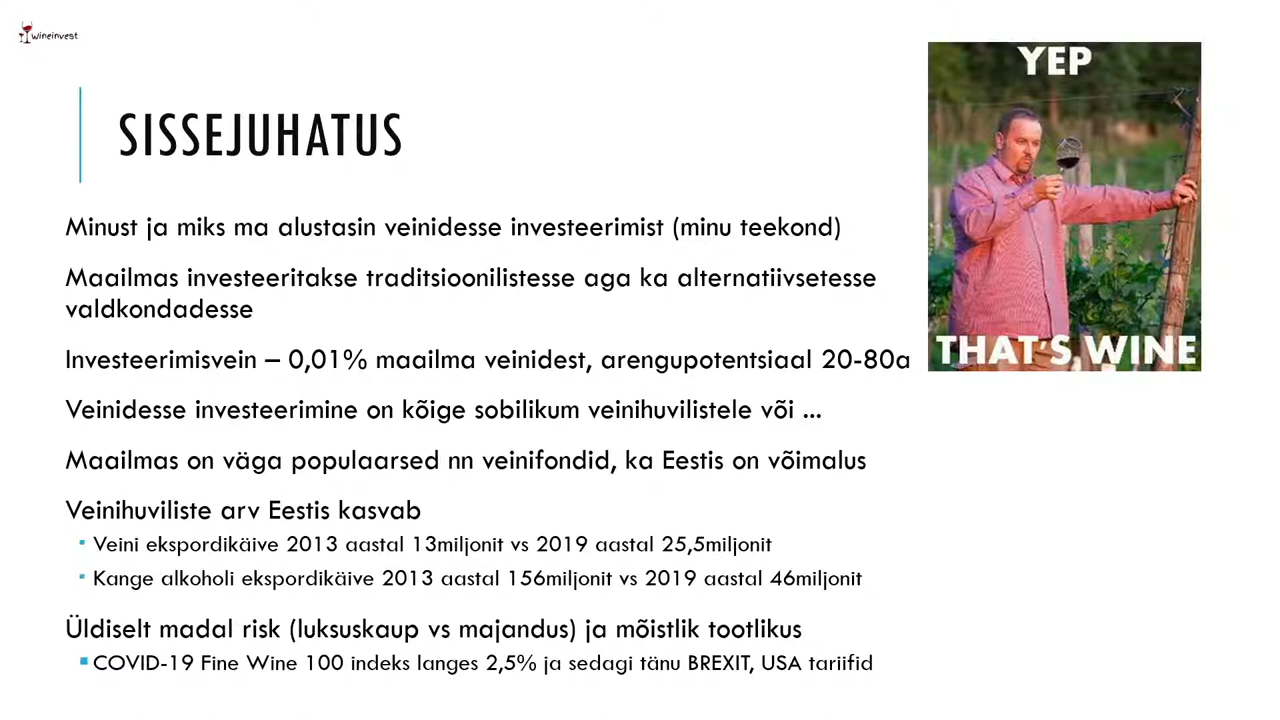 wineinvest
SISSEJUHATUS
Minust ja miks ma alustasin veinidesse investeerimist (minu teekond)
Maailmas investeeritakse traditsioonilistesse aga ka alternatiivsetesse
valdkondadesse
Investeerimisvein – 0,01% maailma veinidest, arengupotentsiaal 20-80a
Veinidesse investeerimine on kõige sobilikum veinihuvilistele või ...
Maailmas on väga populaarsed nn veinifondid, ka Eestis on võimalus
Veinihuviliste arv Eestis kasvab
Veini ekspordikäive 2013 aastal 13miljonit vs 2019 aastal 25,5miljonit
Kange alkoholi ekspordikäive 2013 aastal 156miljonit vs 2019 aastal 46miljonit
Üldiselt madal risk (luksuskaup vs majandus) ja mõistlik tootlikus
COVID-19 Fine Wine 100 indeks langes 2,5% ja sedagi tänu BREXIT, USA tariifid
YEP
THAT'S WINE